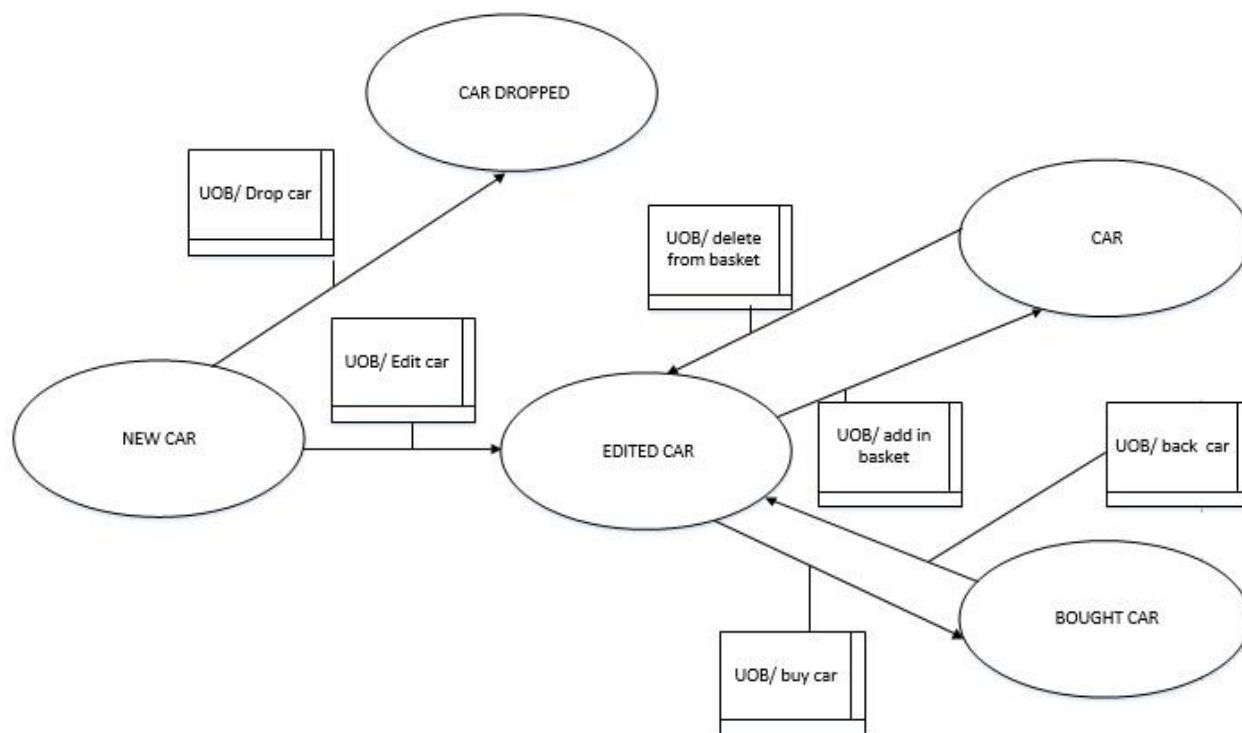 CAR DROPPED
UOB/ Drop car
UOB/ delete
from basket
CAR
UOB/ Edit car
NEW CAR
EDITED CAR
UOB/ add in
basket
UOB/ back  car
BOUGHT CAR
UOB/ buy car